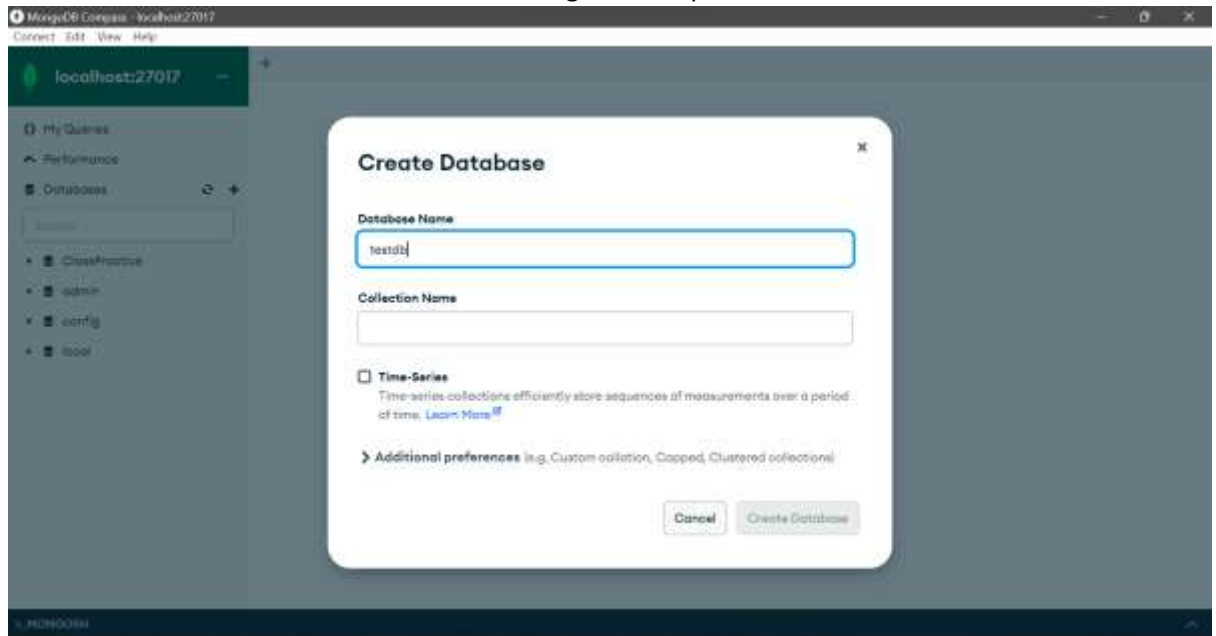 MongoDB Compass - localhost:27017
Connect Edit View Help
localhost:27017
My Queries
Performance
Databases
Search
ClassPractice
admin
config
local
Create Database
Database Name
testdb
Collection Name
Time-Series
Time-series collections efficiently store sequences of measurements over a period
of time. Learn More
Additional preferences (e.g. Custom collation, Capped, Clustered collections)
Cancel
Create Database
>_MONGOSH